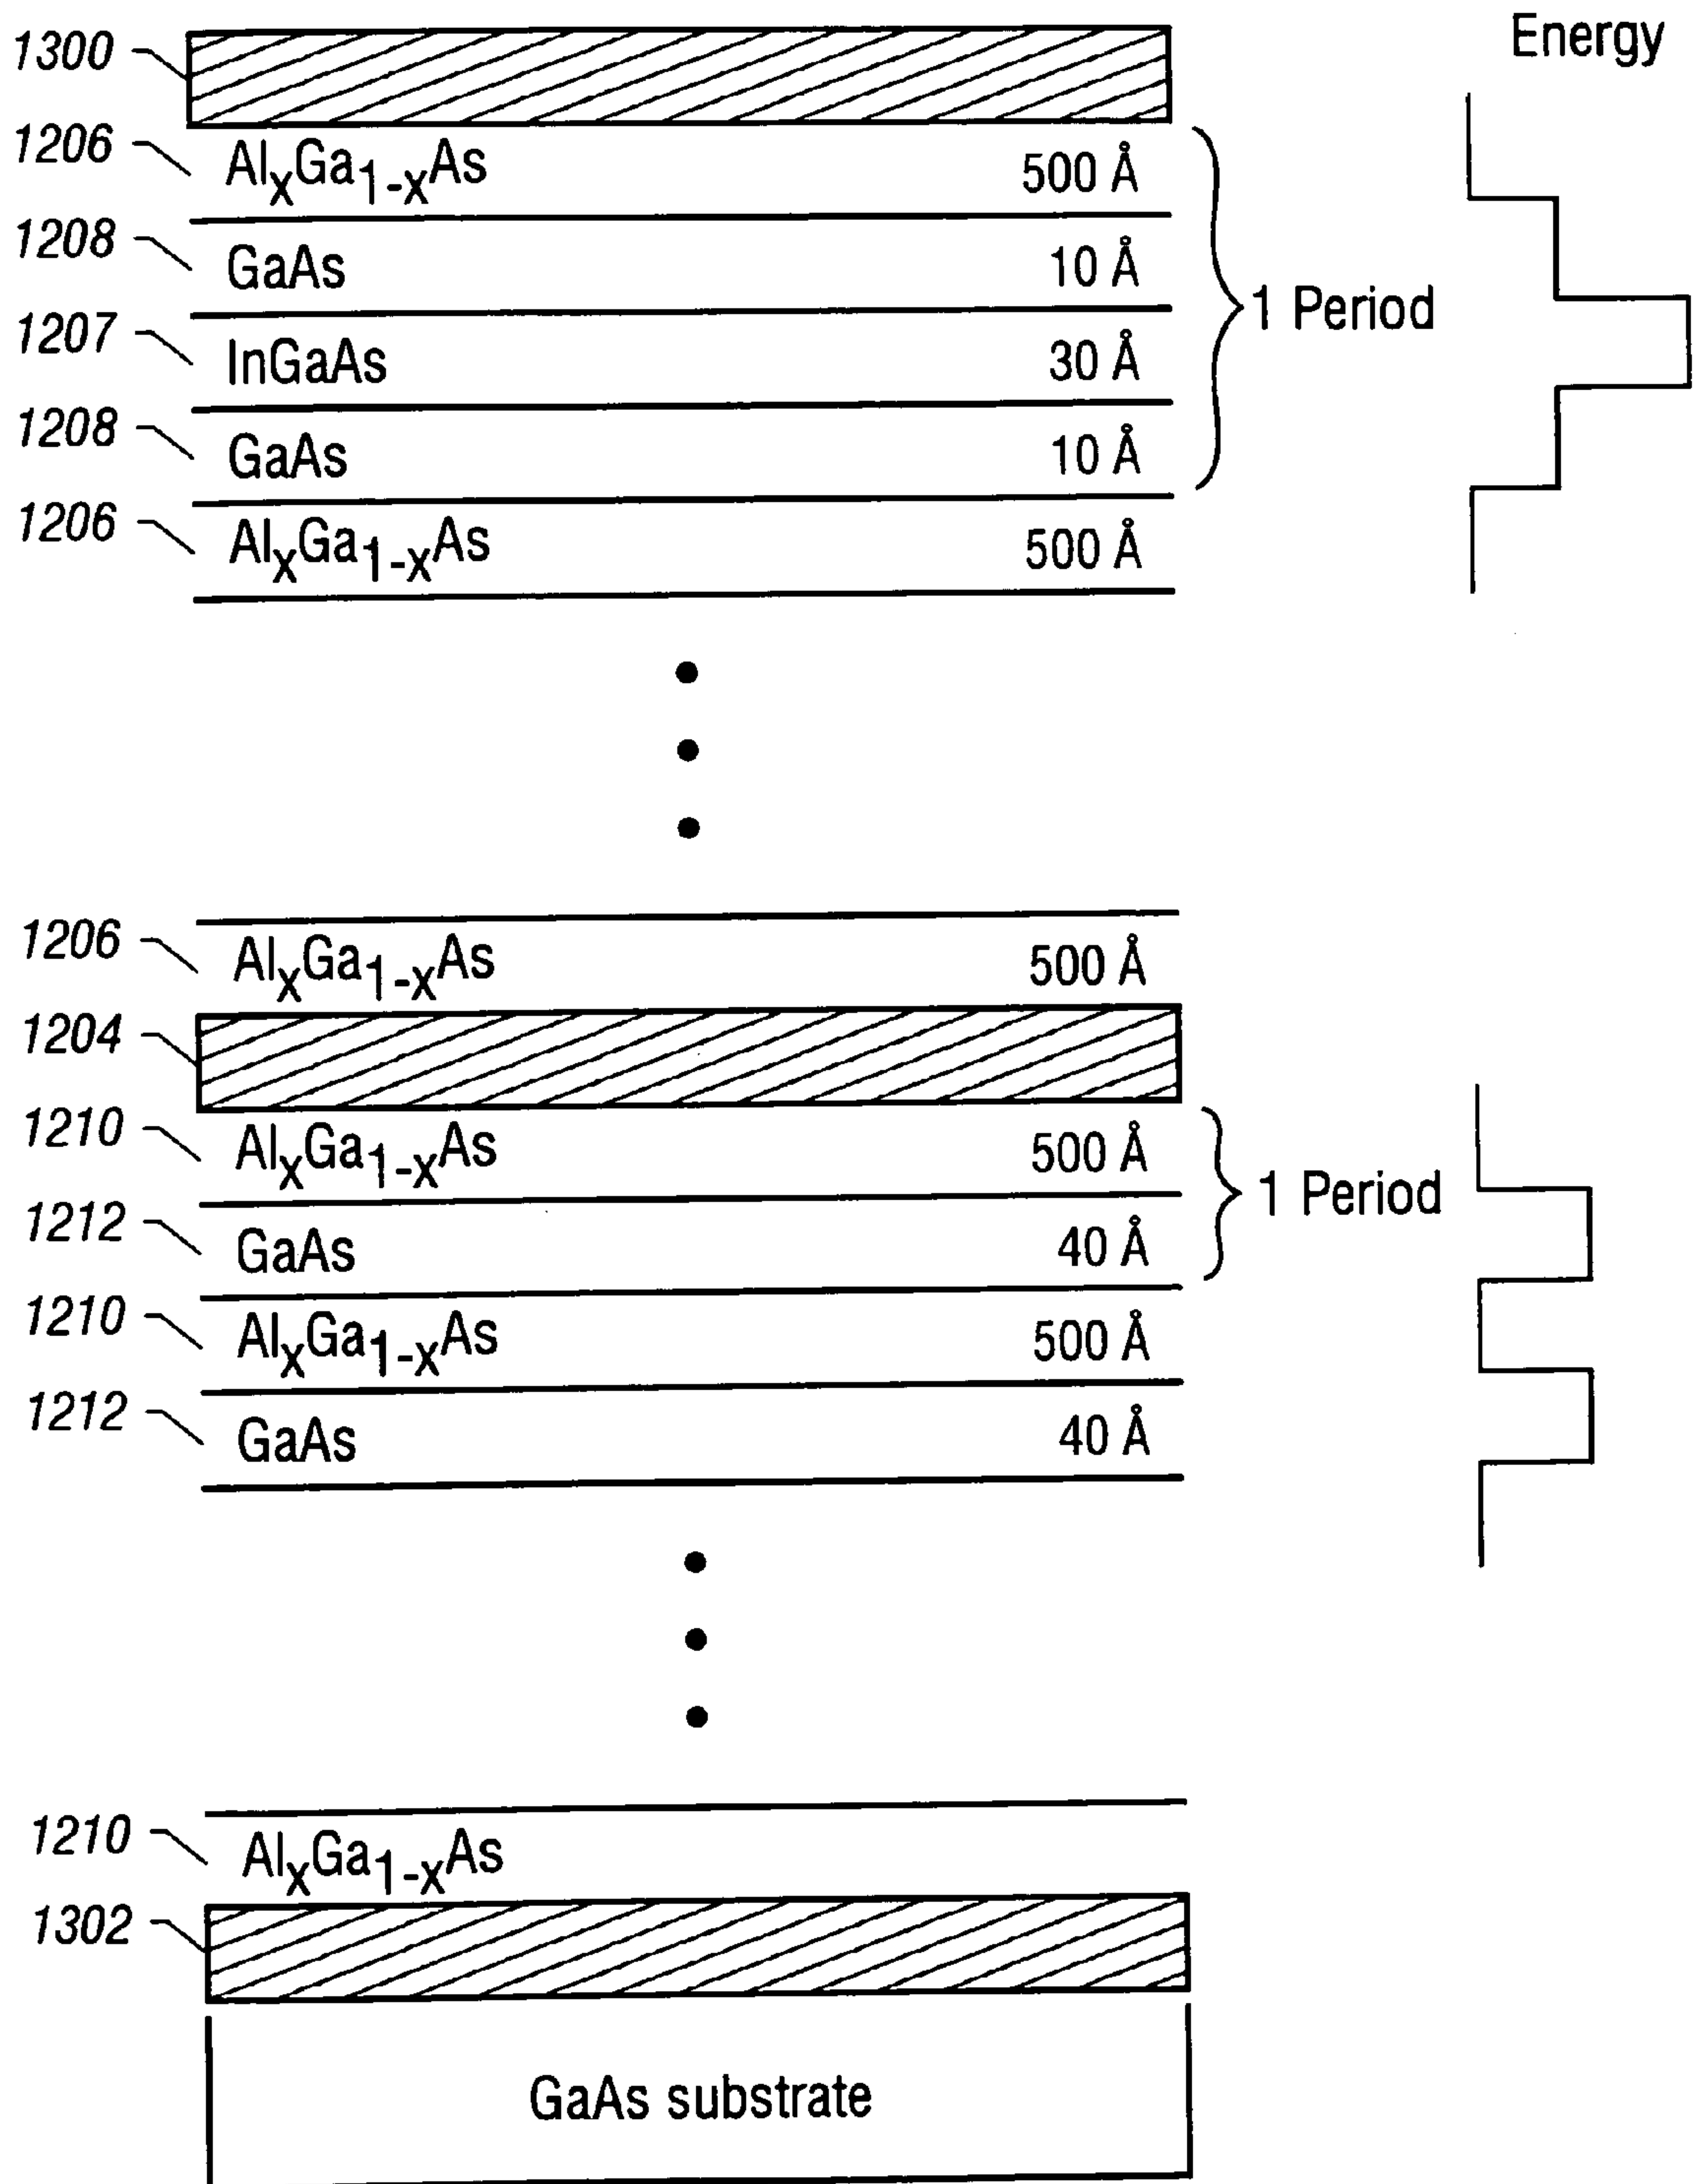 Energy
1300
1206 AlxGa1-xAs 500 Å
1208 GaAs 10 Å
1 Period
1207 InGaAs 30 Å
1208 GaAs 10 Å
1206 AlxGa1-xAs 500 Å
1206 AlxGa1-xAs 500 Å
1204
1210 AlxGa1-xAs 500 Å
1 Period
1212 GaAs 40 Å
1210 AlxGa1-xAs 500 Å
1212 GaAs 40 Å
1210 AlxGa1-xAs
1302
GaAs substrate